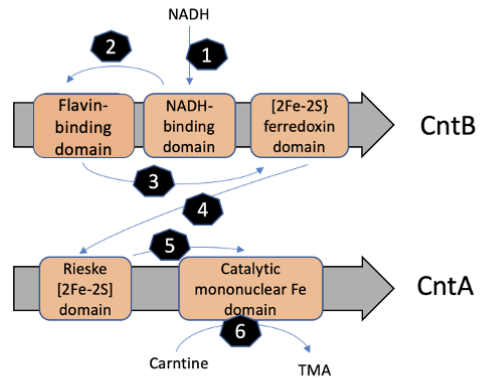 NADH
2
1
Flavin-
binding
domain
NADH-
binding
domain
[2Fe-2S}
ferredoxin
domain
CntB
3
4
5
Rieske
[2Fe-2S]
domain
Catalytic
mononuclear Fe
domain
CntA
6
Carntine
TMA